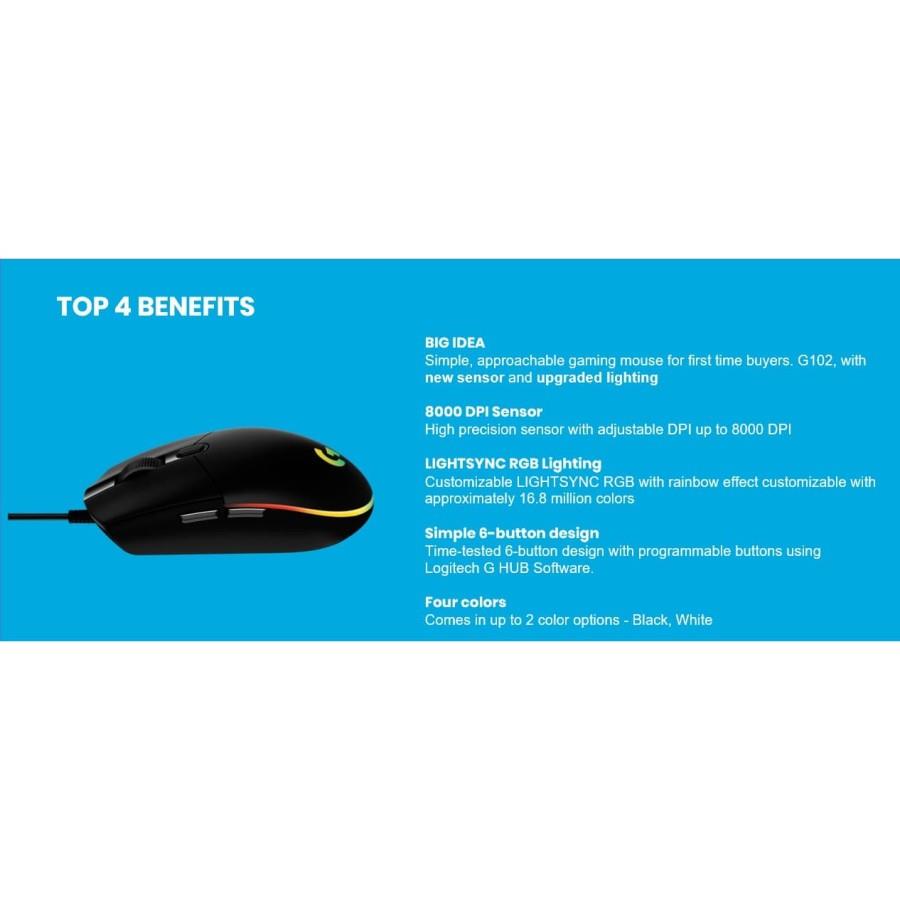 TOP 4 BENEFITS
BIG IDEA
Simple, approachable gaming mouse for first time buyers. G102, with
new sensor and upgraded lighting
8000 DPI Sensor
High precision sensor with adjustable DPI up to 8000 DPI
LIGHTSYNC RGB Lighting
Customizable LIGHTSYNC RGB with rainbow effect customizable with
approximately 16.8 million colors
Simple 6-button design
Time-tested 6-button design with programmable buttons using
Logitech G HUB Software.
Four colors
Comes in up to 2 color options - Black, White
G